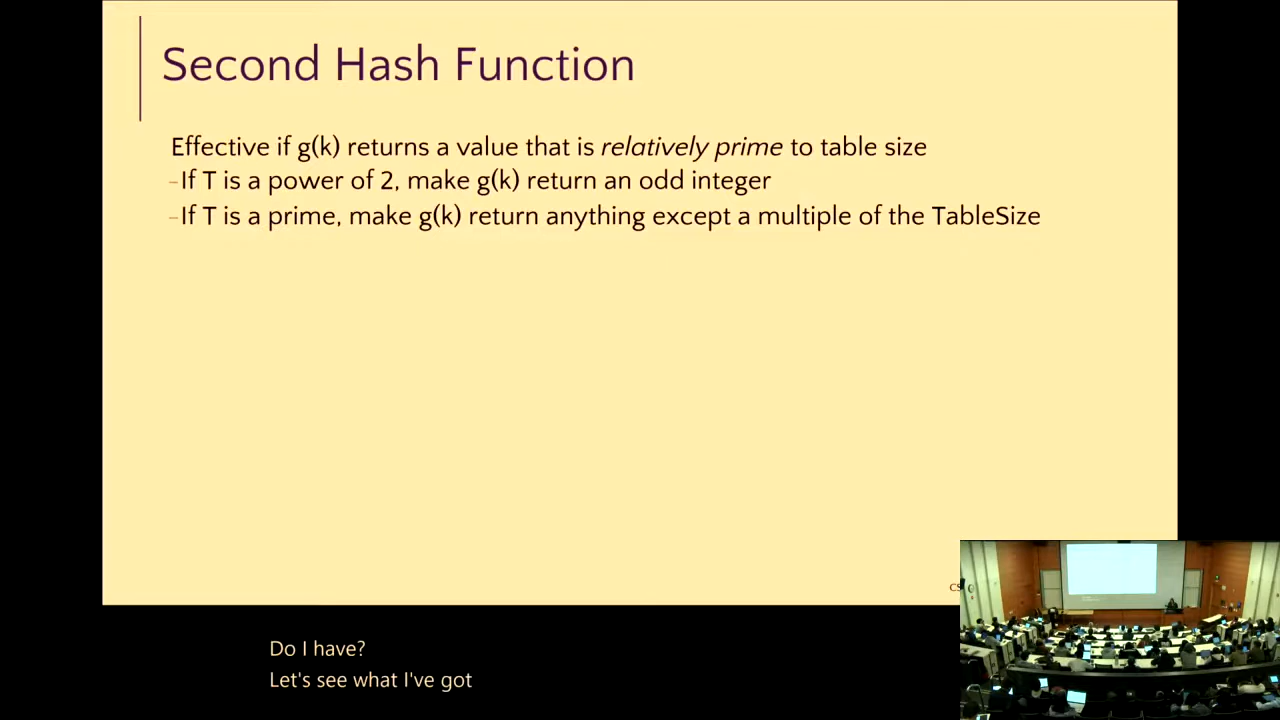 Second Hash Function
Effective if g(k) returns a value that is relatively prime to table size
-If T is a power of 2, make g(k) return an odd integer
-If T is a prime, make g(k) return anything except a multiple of the TableSize
Do I have?
Let's see what I've got